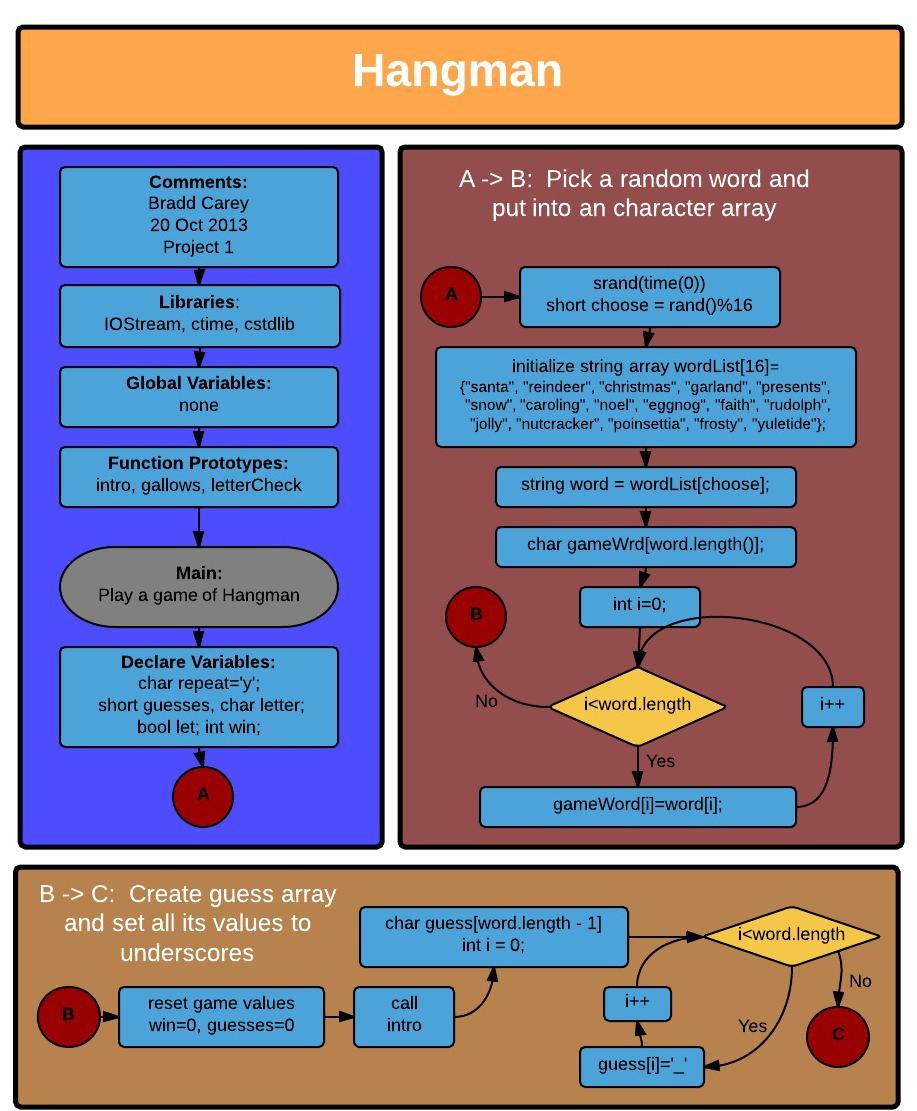 Hangman
Comments:
Bradd Carey
20 Oct 2013
Project 1
Libraries:
IOStream, ctime, cstdlib
Global Variables:
none
Function Prototypes:
intro, gallows, letterCheck
Main:
Play a game of Hangman
Declare Variables:
char repeat='y';
short guesses, char letter;
bool let; int win;
A
A -> B:  Pick a random word and
put into an character array
A
srand(time(0))
short choose = rand()%16
initialize string array wordList[16]=
{"santa", "reindeer", "christmas", "garland", "presents",
"snow", "caroling", "noel", "eggnog", "faith", "rudolph",
"jolly", "nutcracker", "poinsettia", "frosty", "yuletide"};
string word = wordList[choose];
char gameWrd[word.length()];
int i=0;
B
No
i<word.length
i++
Yes
gameWord[i]=word[i];
B -> C:  Create guess array
and set all its values to
underscores
B
reset game values
win=0, guesses=0
call
intro
char guess[word.length - 1]
int i = 0;
i<word.length
No
i++
Yes
C
guess[i]='_'